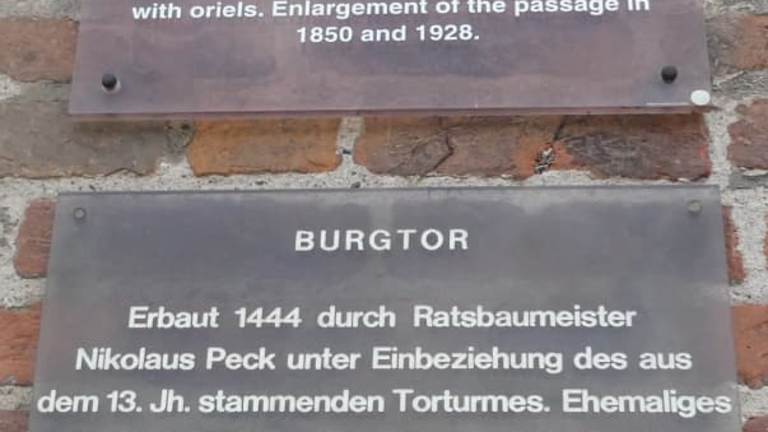 with oriels. Enlargement of the passage in
1850 and 1928.
BURGTOR
Erbaut 1444 durch Ratsbaumeister
Nikolaus Peck unter Einbeziehung des aus
dem 13. Jh. stammenden Torturmes. Ehemaliges